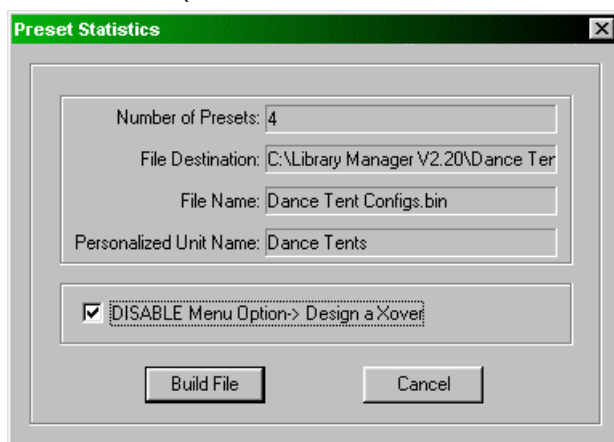 Preset Statistics
Number of Presets: 4
File Destination: C:\Library Manager V2.20\Dance Ter
File Name: Dance Tent Configs.bin
Personalized Unit Name: Dance Tents
DISABLE Menu Option-> Design a Xover
Build File Cancel